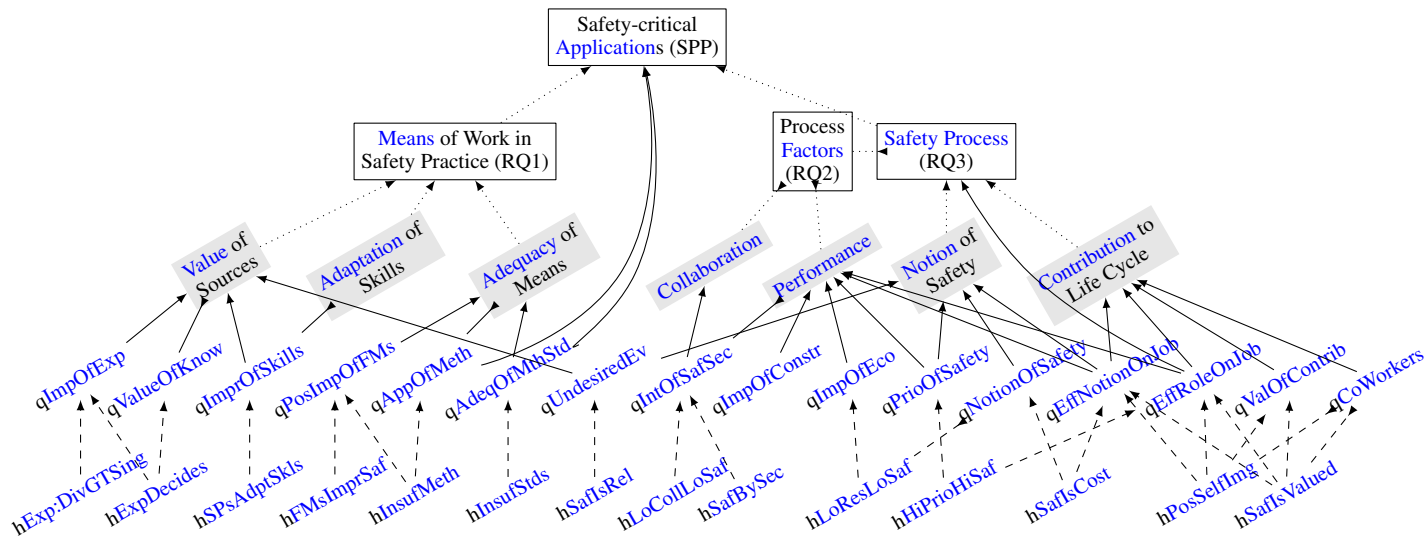 Safety-critical
Applications (SPP)
Means of Work in
Safety Practice (RQ1)
Process
Factors
(RQ2)
Safety Process
(RQ3)
Value of
Sources
Adaptation of
Skills
Adequacy of
Means
Collaboration
Performance
Notion of
Safety
Contribution to
Life Cycle
qImpOfExp
qValueOfKnow
qImprOfSkills
qPosImpOfFMs
qAppOfMeth
qAdeqOfMthStd
qUndesiredEv
qIntOfSafSec
qImpOfConstr
qImpOfEco
qPrioOfSafety
qNotionOfSafety
qEffNotionOnJob
qEffRoleOnJob
qValOfContrib
qCoWorkers
hExp:DivGTSing
hExpDecides
hSPsAdptSkls
hFMsImprSaf
hInsufMeth
hInsufStds
hSafIsRel
hLoCollLoSaf
hSafBySec
hLoResLoSaf
hHiPrioHiSaf
hSafIsCost
hPosSelfImg
hSafIsValued